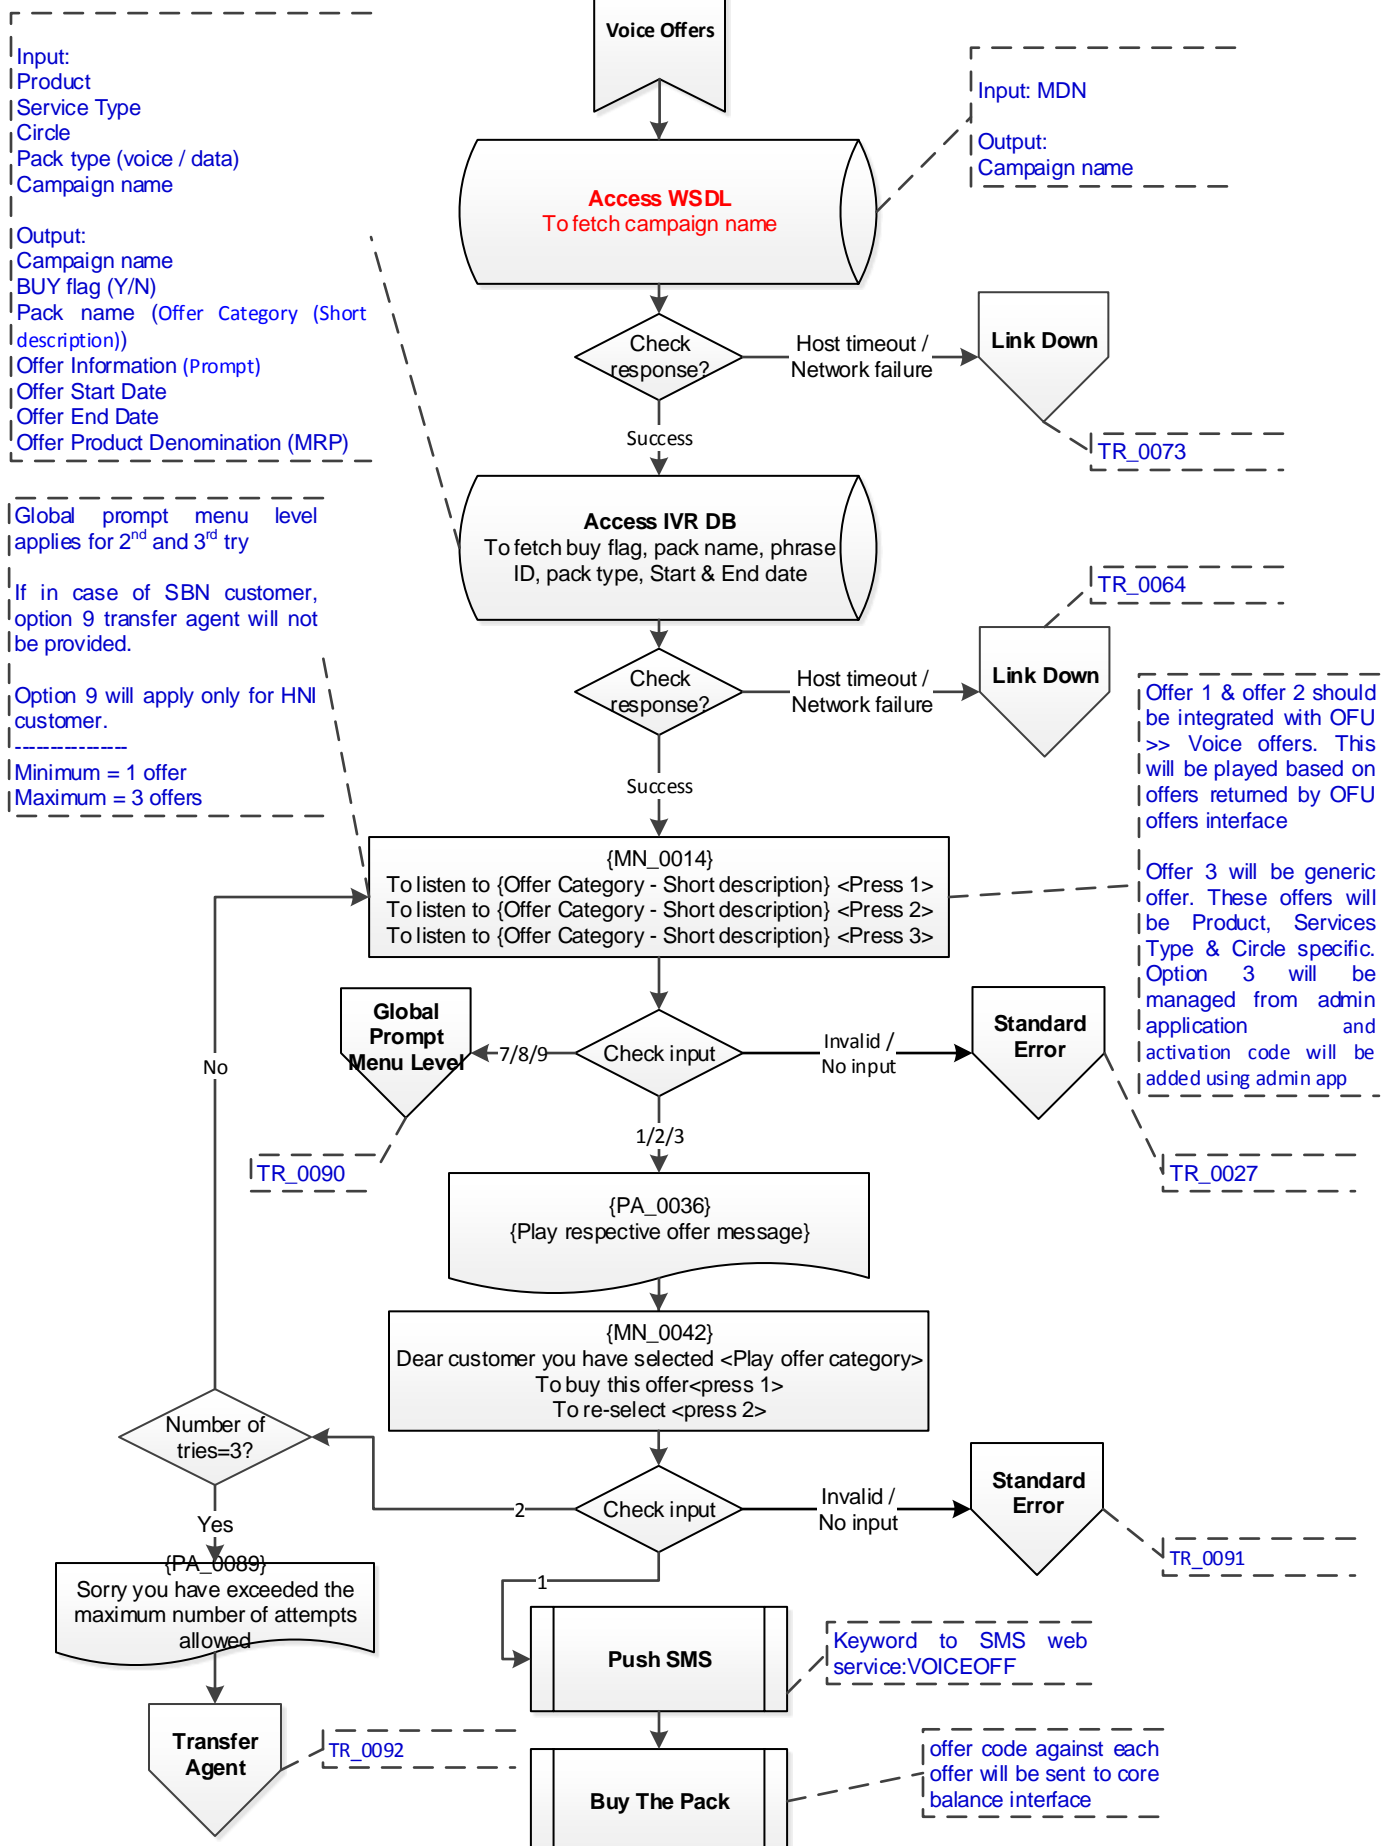 Voice Offers
Input:
Product
Service Type
Circle
Pack type (voice / data)
Campaign name
Output:
Campaign name
BUY flag (Y/N)
Pack name (Offer Category (Short
description))
Offer Information (Prompt)
Offer Start Date
Offer End Date
Offer Product Denomination (MRP)
Input: MDN
Output:
Campaign name
Access WSDL
To fetch campaign name
Check
response?
Host timeout /
Network failure
Link Down
TR_0073
Success
Access IVR DB
To fetch buy flag, pack name, phrase
ID, pack type, Start & End date
Global prompt menu level
applies for 2nd and 3rd try
If in case of SBN customer,
option 9 transfer agent will not
be provided.
Option 9 will apply only for HNI
customer.
----------------
Minimum = 1 offer
Maximum = 3 offers
TR_0064
Check
response?
Host timeout /
Network failure
Link Down
Success
Offer 1 & offer 2 should
be integrated with OFU
>> Voice offers. This
will be played based on
offers returned by OFU
offers interface
Offer 3 will be generic
offer. These offers will
be Product, Services
Type & Circle specific.
Option 3 will be
managed from admin
application and
activation code will be
added using admin app
{MN_0014}
To listen to {Offer Category - Short description} <Press 1>
To listen to {Offer Category - Short description} <Press 2>
To listen to {Offer Category - Short description} <Press 3>
Global
Prompt
Menu Level
7/8/9
Check input
Invalid /
No input
Standard
Error
No
1/2/3
TR_0090
TR_0027
{PA_0036}
{Play respective offer message}
{MN_0042}
Dear customer you have selected <Play offer category>
To buy this offer<press 1>
To re-select <press 2>
Number of
tries=3?
2
Check input
Invalid /
No input
Standard
Error
Yes
TR_0091
{PA_0089}
Sorry you have exceeded the
maximum number of attempts
allowed
1
Push SMS
Keyword to SMS web
service:VOICEOFF
Transfer
Agent
TR_0092
Buy The Pack
offer code against each
offer will be sent to core
balance interface